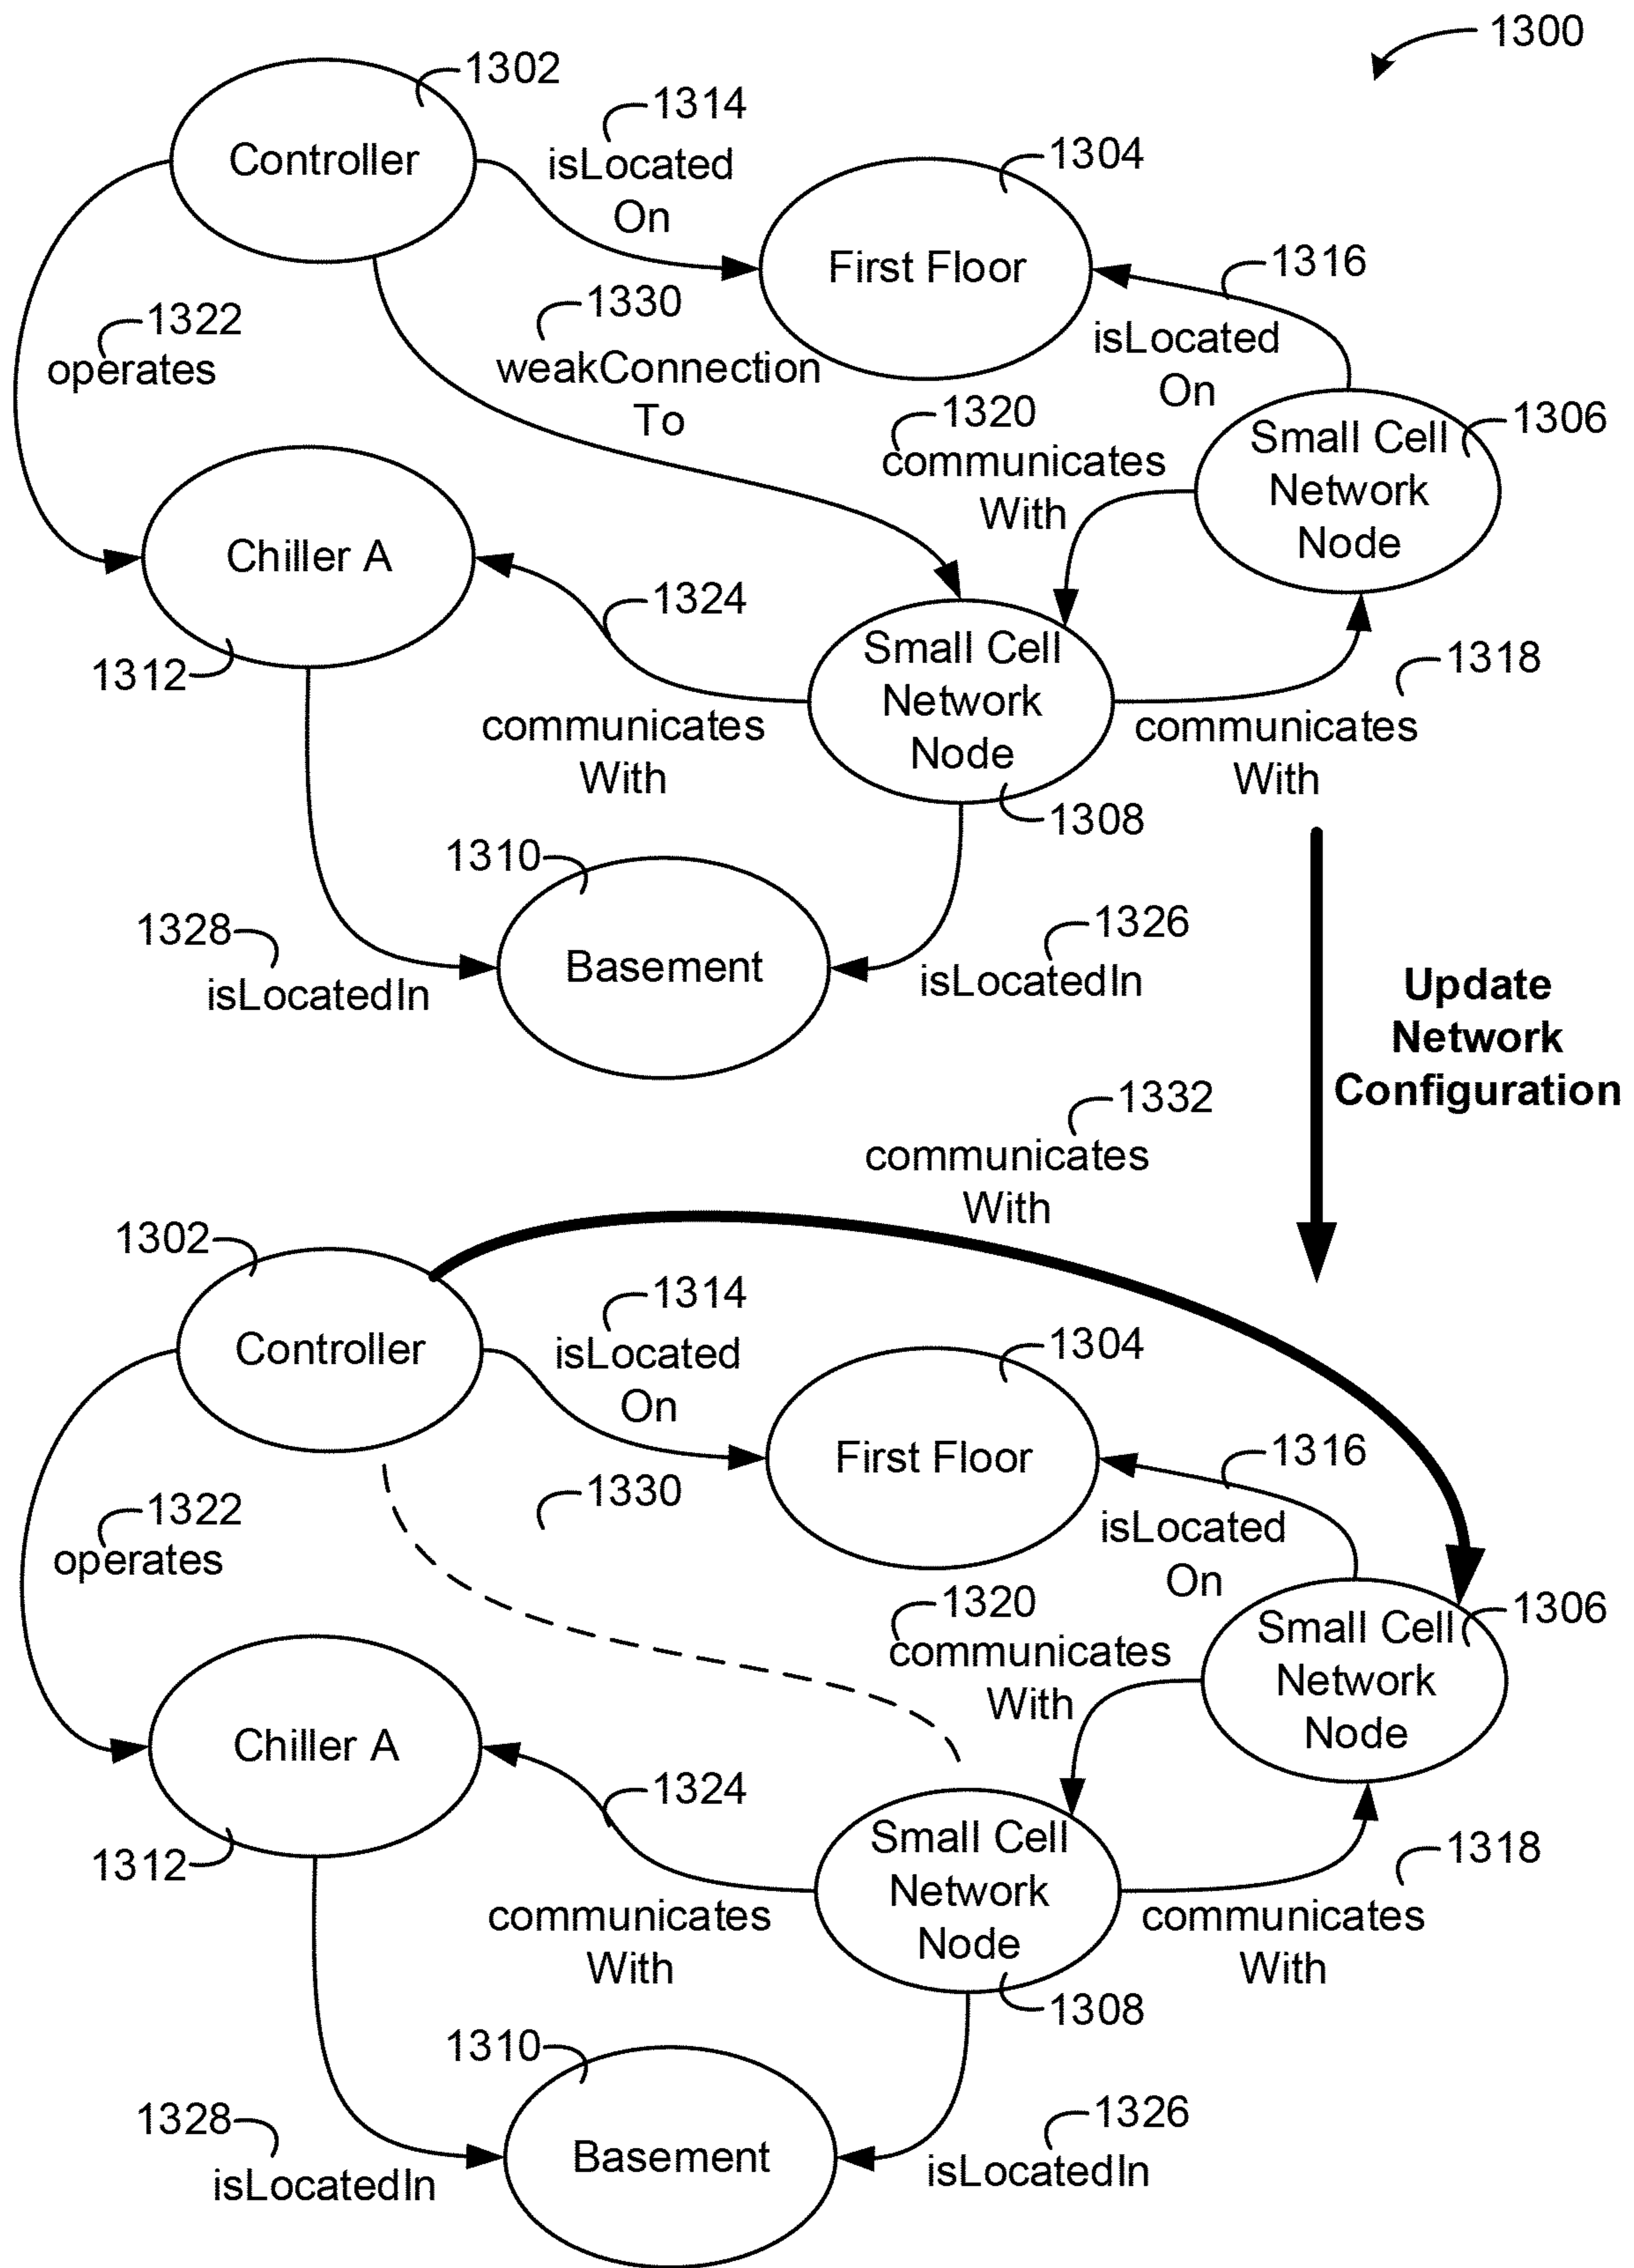 1300
1302
Controller
1314
isLocated
On
1304
First Floor
1316
isLocated
On
1322
operates
1330
weakConnection
To
1320
communicates
With
1306
Small Cell
Network
Node
Chiller A
1312
1324
communicates
With
Small Cell
Network
Node
1308
1318
communicates
With
1310
Basement
1328
isLocatedIn
1326
isLocatedIn
Update
Network
Configuration
1332
communicates
With
1302
Controller
1314
isLocated
On
1304
First Floor
1316
isLocated
On
1322
operates
1330
1320
communicates
With
1306
Small Cell
Network
Node
Chiller A
1312
1324
communicates
With
Small Cell
Network
Node
1308
1318
communicates
With
1310
Basement
1328
isLocatedIn
1326
isLocatedIn